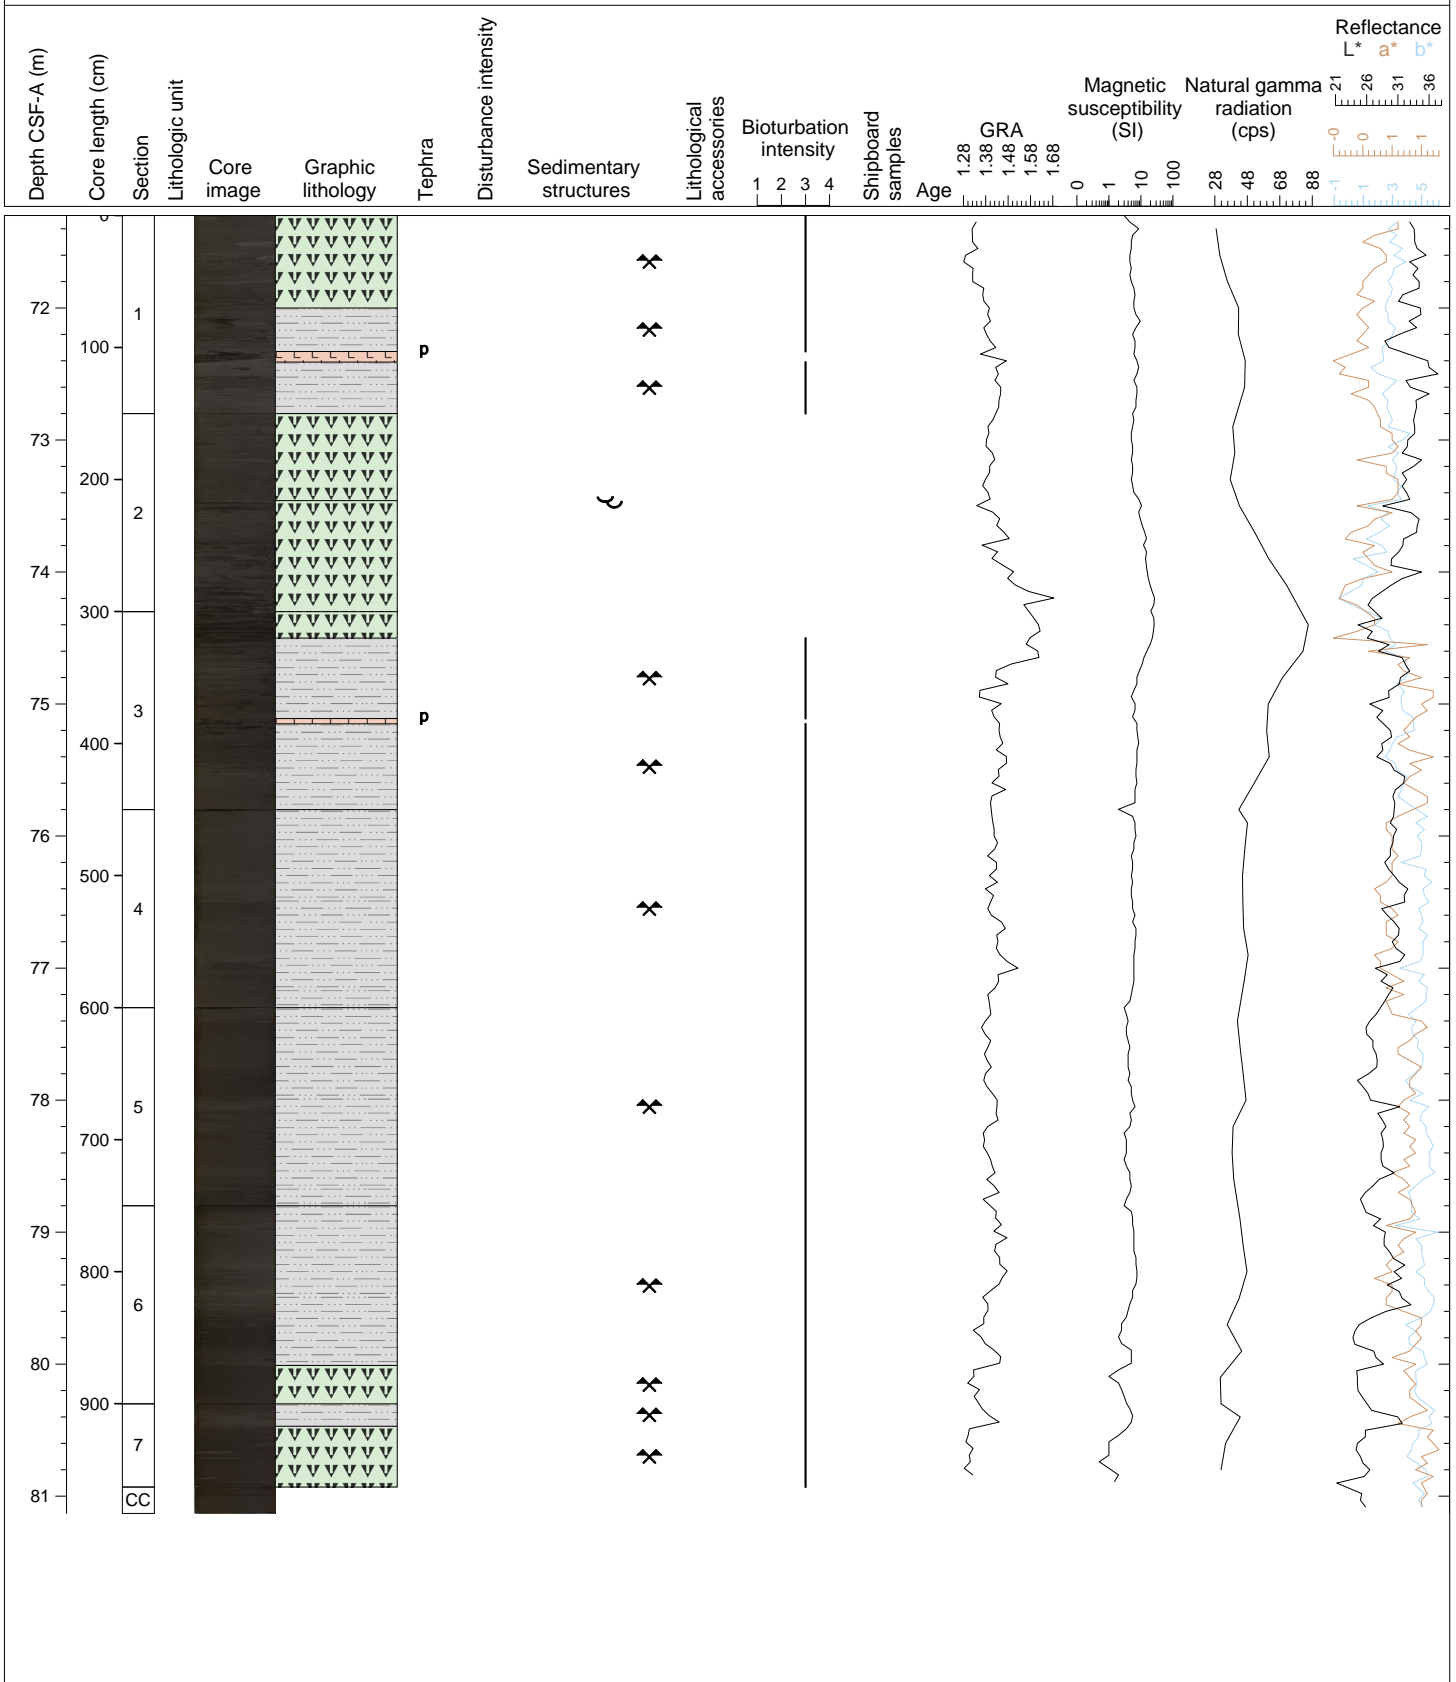 Depth CSF-A (m)
Core length (cm)
Section
Lithologic unit
Core
image
Graphic
lithology
Tephra
Disturbance intensity
Sedimentary
structures
Lithological
accessories
Bioturbation
intensity
1 2 3 4
Shipboard
samples
Age
GRA
1.28 1.38 1.48 1.58 1.68
Magnetic
susceptibility
(SI)
0 1 10 100
Natural gamma
radiation
(cps)
28 48 68 88
Reflectance
L* a* b*
21 26 31 36
-0 0 1 1
-1 1 3 5
0
72
1
100
p
73
200
2
74
300
75
3
p
400
76
500
4
77
600
78
5
700
79
800
6
80
900
7
81
CC